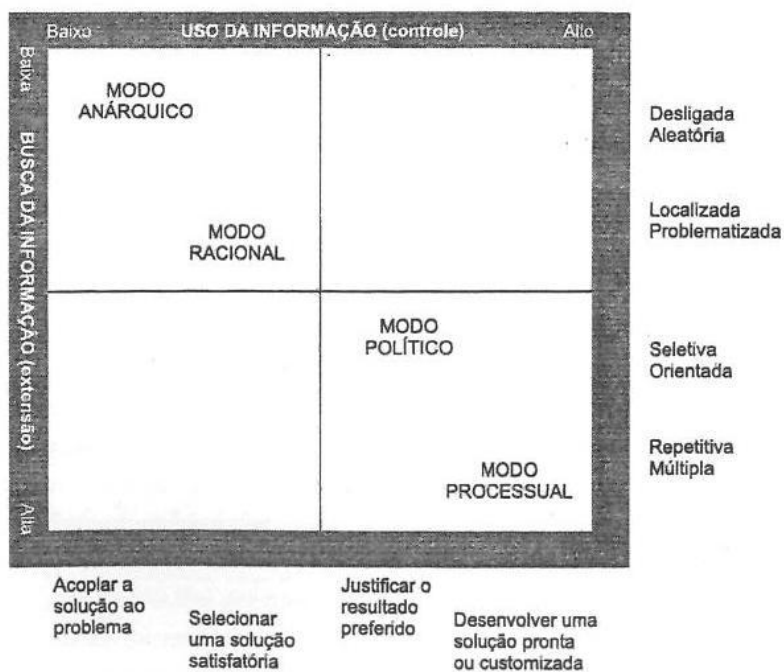 Baixo USO DA INFORMAÇÃO (controle) Alto
Baixa
BUSCA DA INFORMAÇÃO (extensão)
Alta
MODO
ANÁRQUICO
MODO
RACIONAL
MODO
POLÍTICO
MODO
PROCESSUAL
Desligada
Aleatória
Localizada
Problematizada
Seletiva
Orientada
Repetitiva
Múltipla
Acoplar a
solução ao
problema
Selecionar
uma solução
satisfatória
Justificar o
resultado
preferido
Desenvolver uma
solução pronta
ou customizada